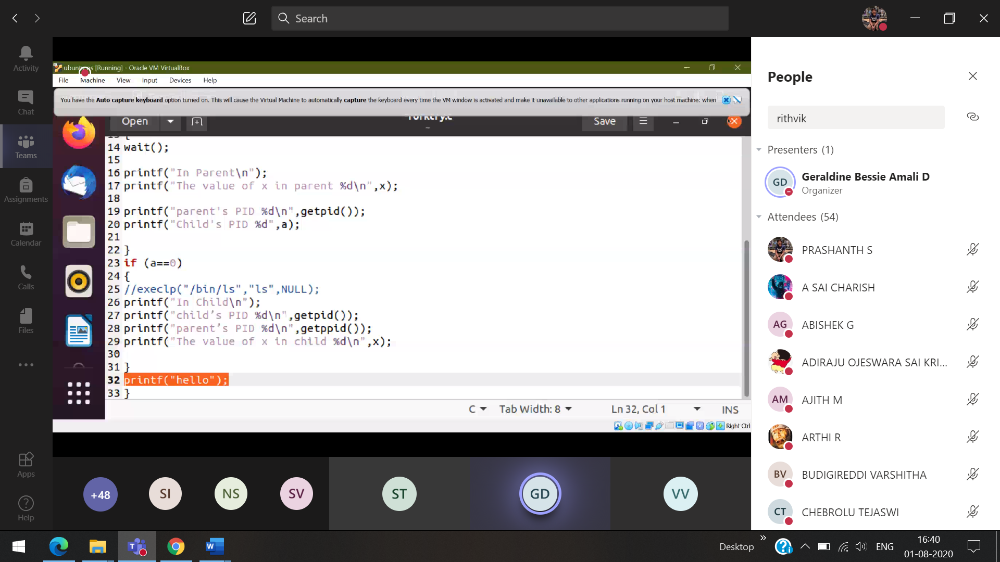 Search
Activity
Chat
Teams
Assignments
Calendar
Calls
Files
Apps
Help
ubuntu os [Running] - Oracle VM VirtualBox
File Machine View Input Devices Help
You have the Auto capture keyboard option turned on. This will cause the Virtual Machine to automatically capture the keyboard every time the VM window is activated and make it unavailable to other applications running on your host machine: when
Open
*forktry.c
~
Save
13 {
14 wait();
15
16 printf("In Parent\n");
17 printf("The value of x in parent %d\n",x);
18
19 printf("parent's PID %d\n",getpid());
20 printf("Child's PID %d",a);
21
22 }
23 if (a==0)
24 {
25 //execlp("/bin/ls","ls",NULL);
26 printf("In Child\n");
27 printf("child’s PID %d\n",getpid());
28 printf("parent’s PID %d\n",getppid());
29 printf("The value of x in child %d\n",x);
30
31 }
32 printf("hello");
33 }
C Tab Width: 8 Ln 32, Col 1 INS
Right Ctrl
+48 SI NS SV ST GD VV
People
rithvik
Presenters (1)
GD Geraldine Bessie Amali D
Organizer
Attendees (54)
PRASHANTH S
A SAI CHARISH
AG ABISHEK G
ADIRAJU OJESWARA SAI KRI...
AM AJITH M
ARTHI R
BV BUDIGIREDDI VARSHITHA
CT CHEBROLU TEJASWI
Desktop » ENG 16:40
01-08-2020